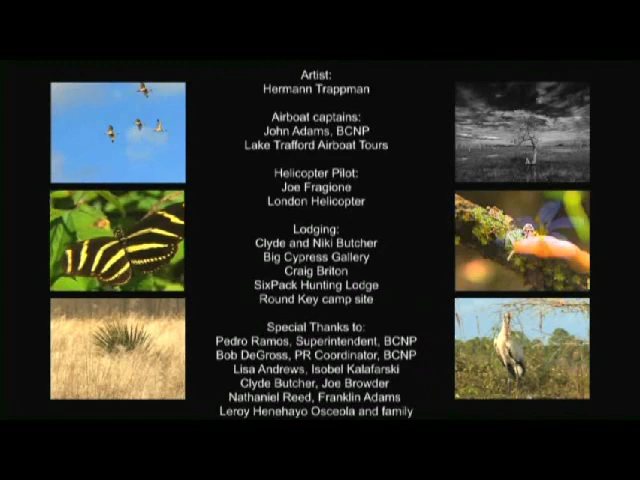 Artist:
Hermann Trappman
Airboat captains:
John Adams, BCNP
Lake Trafford Airboat Tours
Helicopter Pilot:
Joe Fragione
London Helicopter
Lodging:
Clyde and Niki Butcher
Big Cypress Gallery
Craig Briton
SixPack Hunting Lodge
Round Key camp site
Special Thanks to:
Pedro Ramos, Superintendent, BCNP
Bob DeGross, PR Coordinator, BCNP
Lisa Andrews, Isobel Kalafarski
Clyde Butcher, Joe Browder
Nathaniel Reed, Franklin Adams
Leroy Henehayo Osceola and family